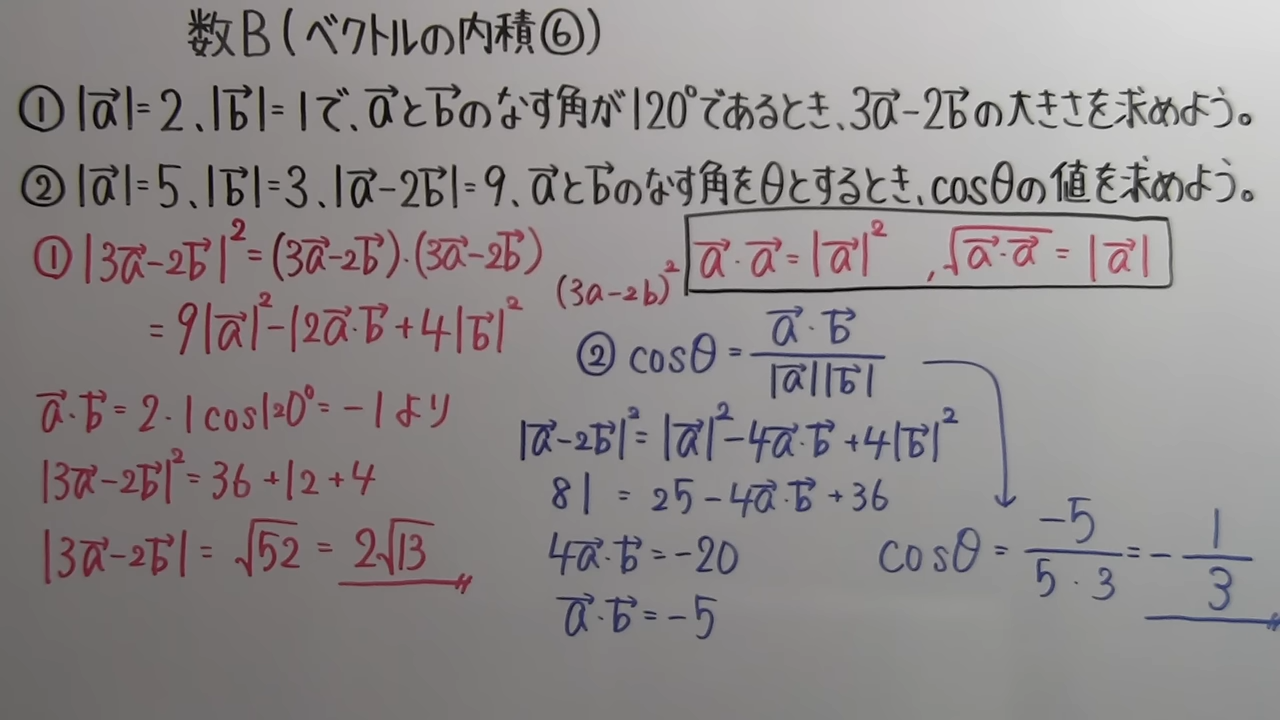 数B(ベクトルの内積⑥)
①|a⃗|=2、|b⃗|=1で、a⃗とb⃗のなす角が120°であるとき、3a⃗-2b⃗の大きさを求めよう。
②|a⃗|=5、|b⃗|=3、|a⃗-2b⃗|=9、a⃗とb⃗のなす角をθとするとき、cosθの値を求めよう。
①|3a⃗-2b⃗|²=(3a⃗-2b⃗)·(3a⃗-2b⃗)
=9|a⃗|²-12a⃗·b⃗+4|b⃗|²
a⃗·b⃗=2·1cos120°=-1より
|3a⃗-2b⃗|²=36+12+4
|3a⃗-2b⃗|=√52=2√13
(3a-2b)²
a⃗·a⃗=|a⃗|² ,√a⃗·a⃗=|a⃗|
②cosθ=a⃗·b⃗/|a⃗||b⃗|
|a⃗-2b⃗|²=|a⃗|²-4a⃗·b⃗+4|b⃗|²
81=25-4a⃗·b⃗+36
4a⃗·b⃗=-20
a⃗·b⃗=-5
cosθ=-5/5·3=-1/3